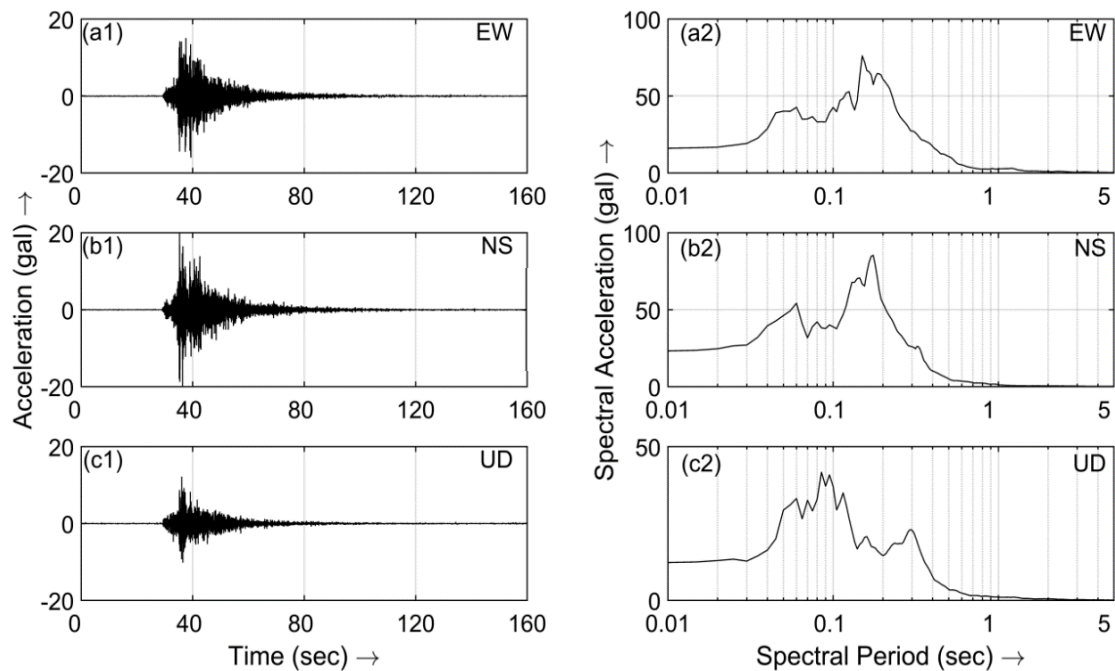 20
(a1)
EW
0
-20
0
40
80
120
160
100
(a2)
EW
50
0
0.01
0.1
1
5
20
(b1)
NS
0
-20
0
40
80
120
160
100
(b2)
NS
50
0
0.01
0.1
1
5
20
(c1)
UD
0
-20
0
40
80
120
160
50
(c2)
UD
0
0.01
0.1
1
5
Acceleration (gal) →
Spectral Acceleration (gal) →
Time (sec) →
Spectral Period (sec) →